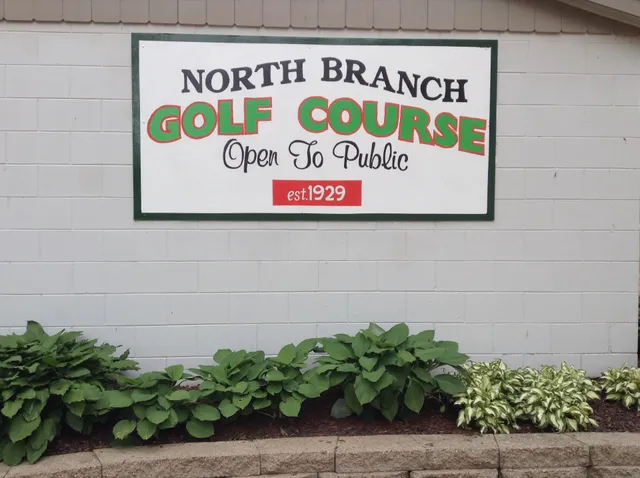 NORTH BRANCH
GOLF COURSE
Open To Public
est.1929